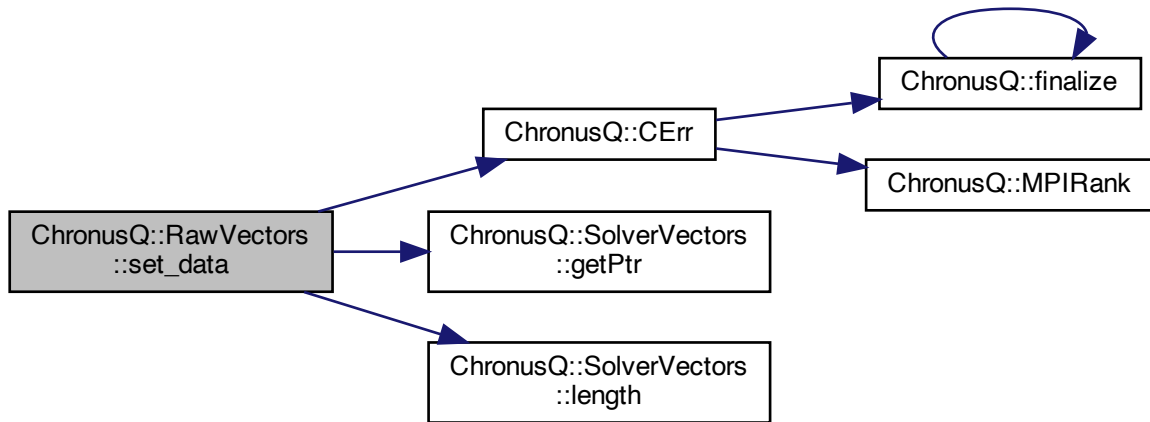 ChronusQ::RawVectors
::set_data
ChronusQ::CErr
ChronusQ::finalize
ChronusQ::MPIRank
ChronusQ::SolverVectors
::getPtr
ChronusQ::SolverVectors
::length